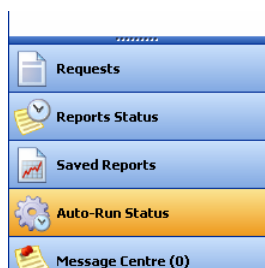 Requests
Reports Status
Saved Reports
Auto-Run Status
Message Centre (0)